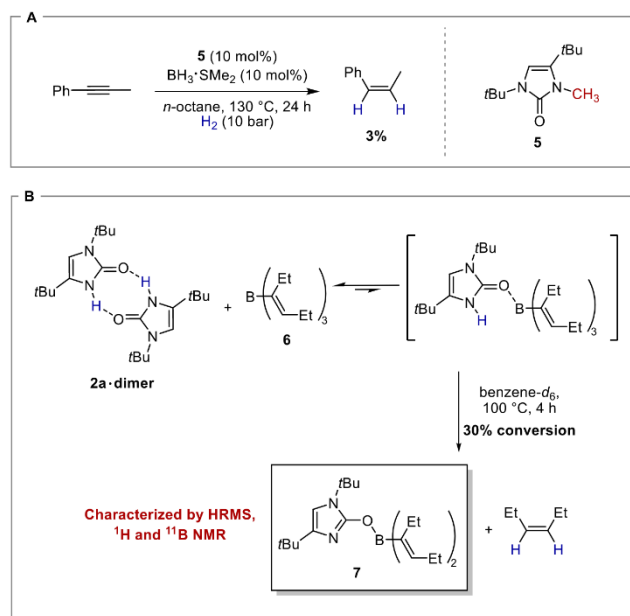 A
Ph
5 (10 mol%)
BH3·SMe2 (10 mol%)
n-octane, 130 °C, 24 h
H2 (10 bar)
Ph
H
H
3%
tBu
tBu
N
N
CH3
O
5
B
tBu
N
O
H
tBu
N
H
N
tBu
H
O
N
tBu
2a·dimer
+
B
Et
Et
3
6
tBu
N
O
Et
B
tBu
N
H
Et
3
benzene-d6,
100 °C, 4 h
30% conversion
Characterized by HRMS,
1H and 11B NMR
tBu
N
O
Et
B
tBu
N
Et
2
7
+
Et
Et
H
H